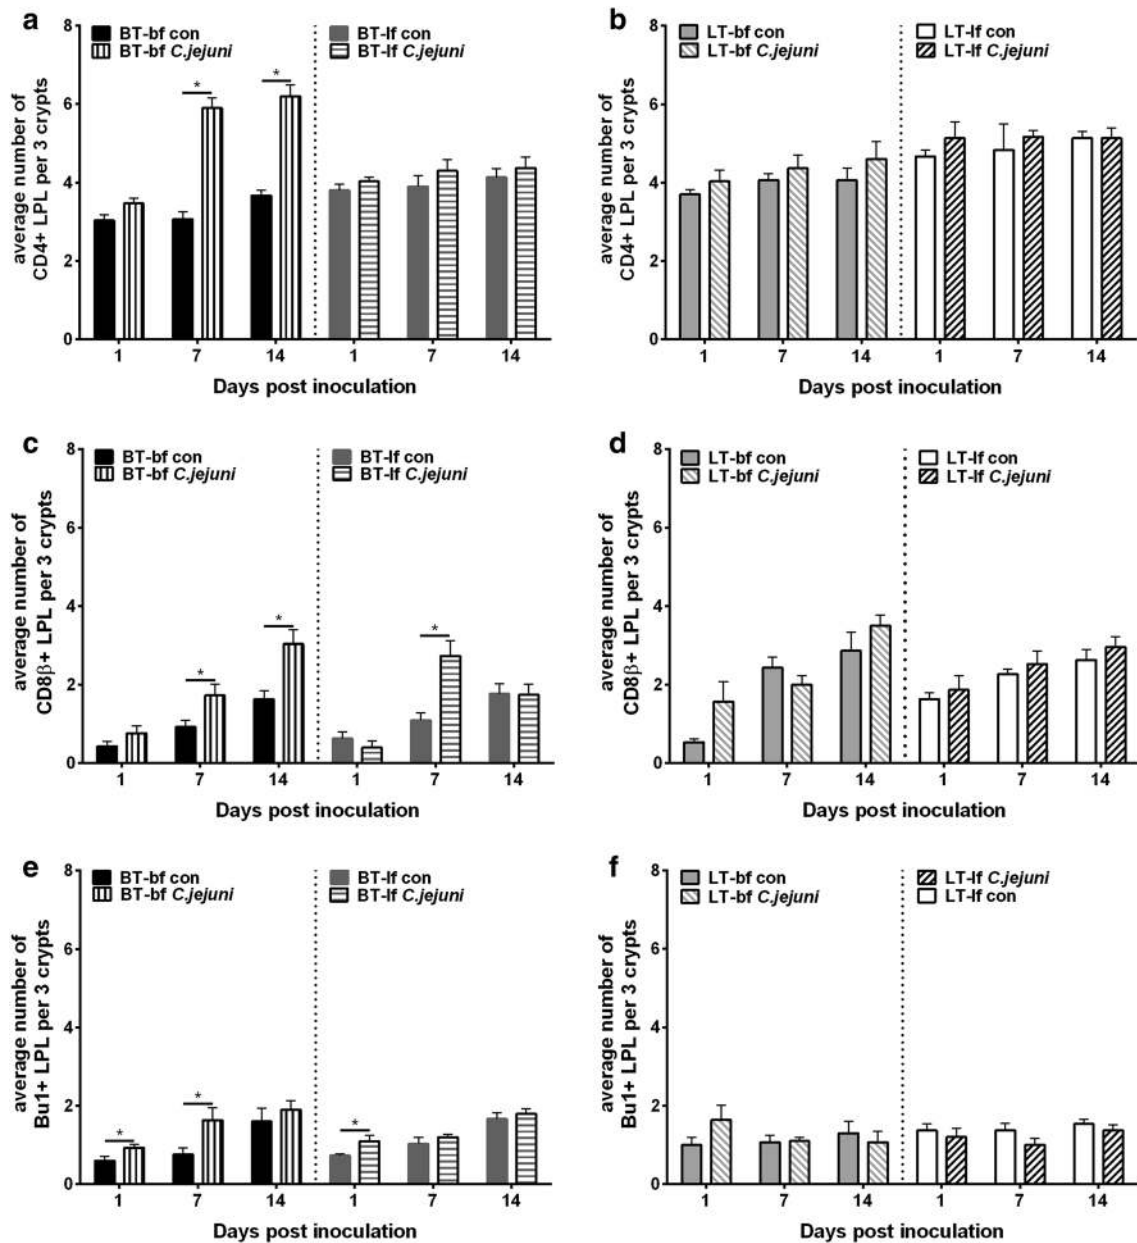 a
BT-bf con
BT-bf C.jejuni
BT-lf con
BT-lf C.jejuni
average number of
CD4+ LPL per 3 crypts
8
6
4
2
0
* *
1 7 14 1 7 14
Days post inoculation
b
LT-bf con
LT-bf C.jejuni
LT-lf con
LT-lf C.jejuni
average number of
CD4+ LPL per 3 crypts
8
6
4
2
0
1 7 14 1 7 14
Days post inoculation
c
BT-bf con
BT-bf C.jejuni
BT-lf con
BT-lf C.jejuni
average number of
CD8β+ LPL per 3 crypts
8
6
4
2
0
* * *
1 7 14 1 7 14
Days post inoculation
d
LT-bf con
LT-bf C.jejuni
LT-lf con
LT-lf C.jejuni
average number of
CD8β+ LPL per 3 crypts
8
6
4
2
0
1 7 14 1 7 14
Days post inoculation
e
BT-bf con
BT-bf C.jejuni
BT-lf con
BT-lf C.jejuni
average number of
Bu1+ LPL per 3 crypts
8
6
4
2
0
* * *
1 7 14 1 7 14
Days post inoculation
f
LT-bf con
LT-bf C.jejuni
LT-lf C.jejuni
LT-lf con
average number of
Bu1+ LPL per 3 crypts
8
6
4
2
0
1 7 14 1 7 14
Days post inoculation